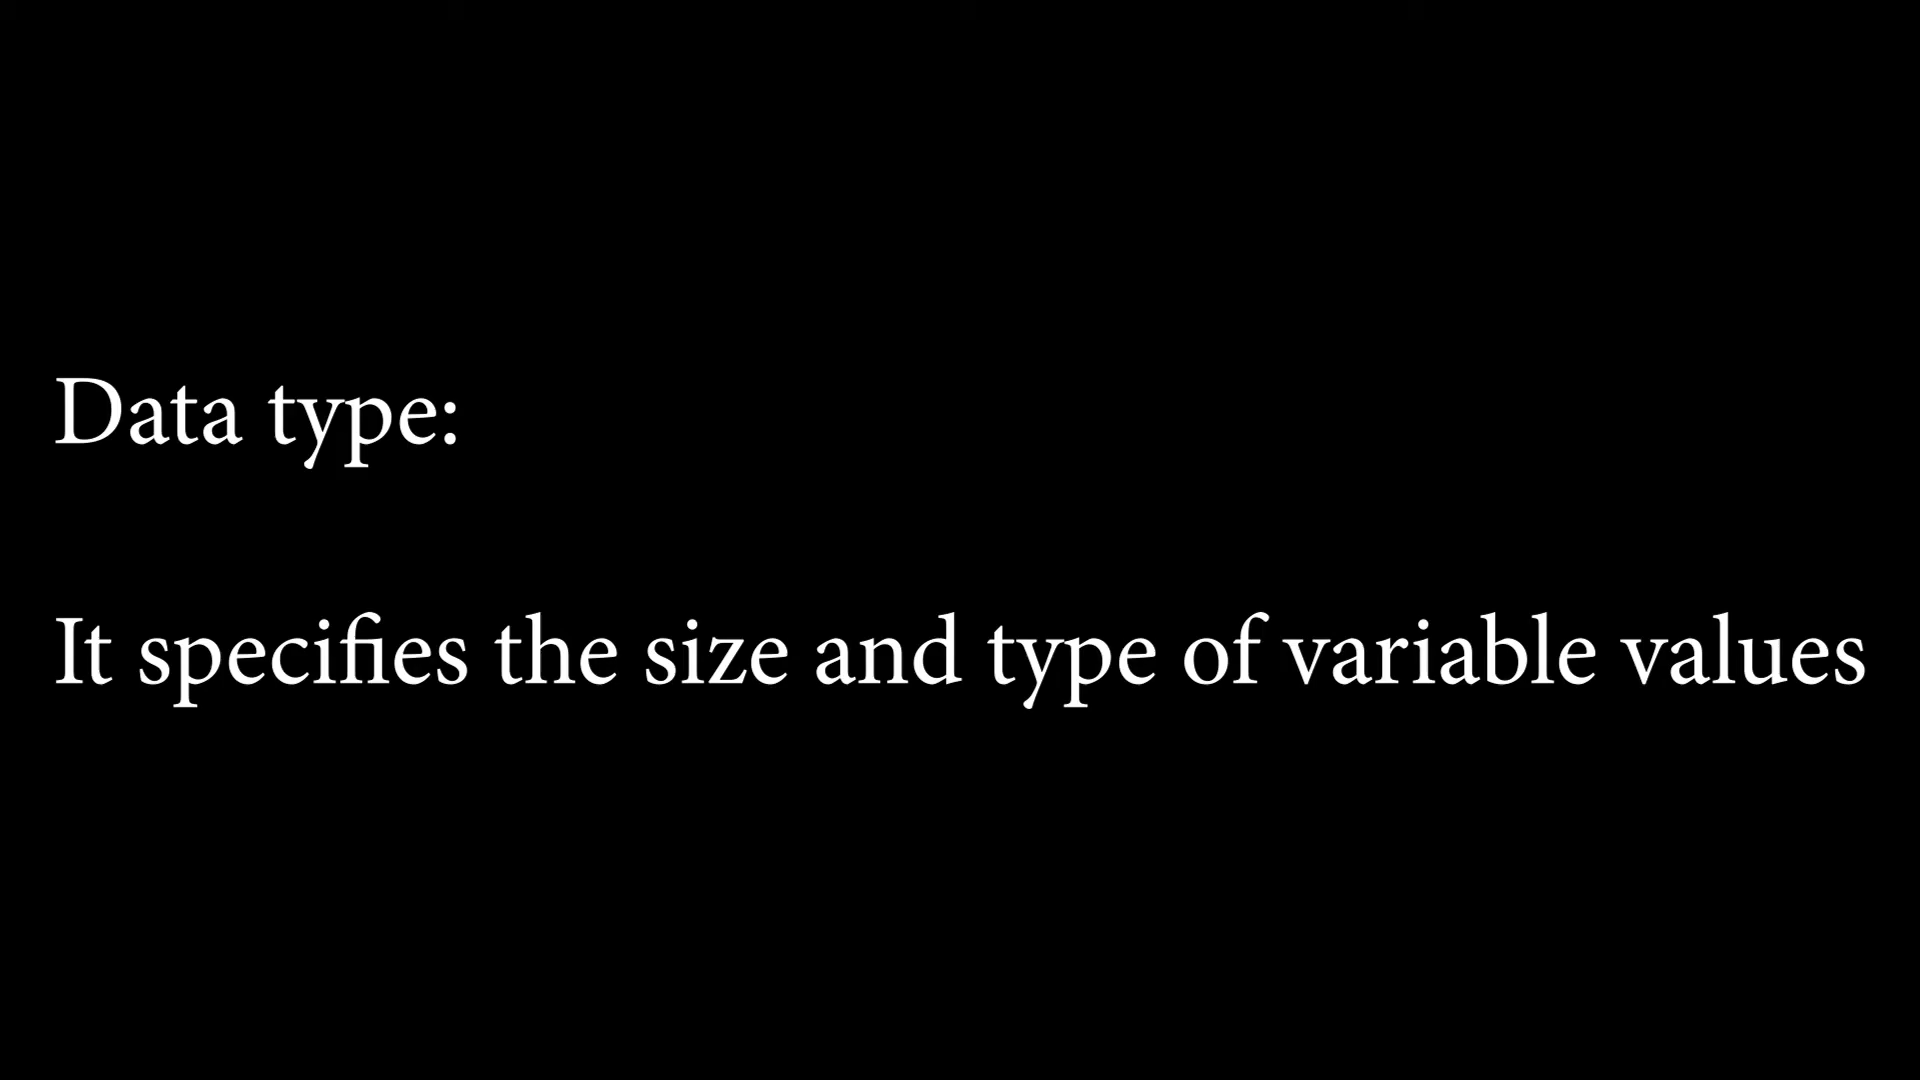 Data type:
It specifies the size and type of variable values